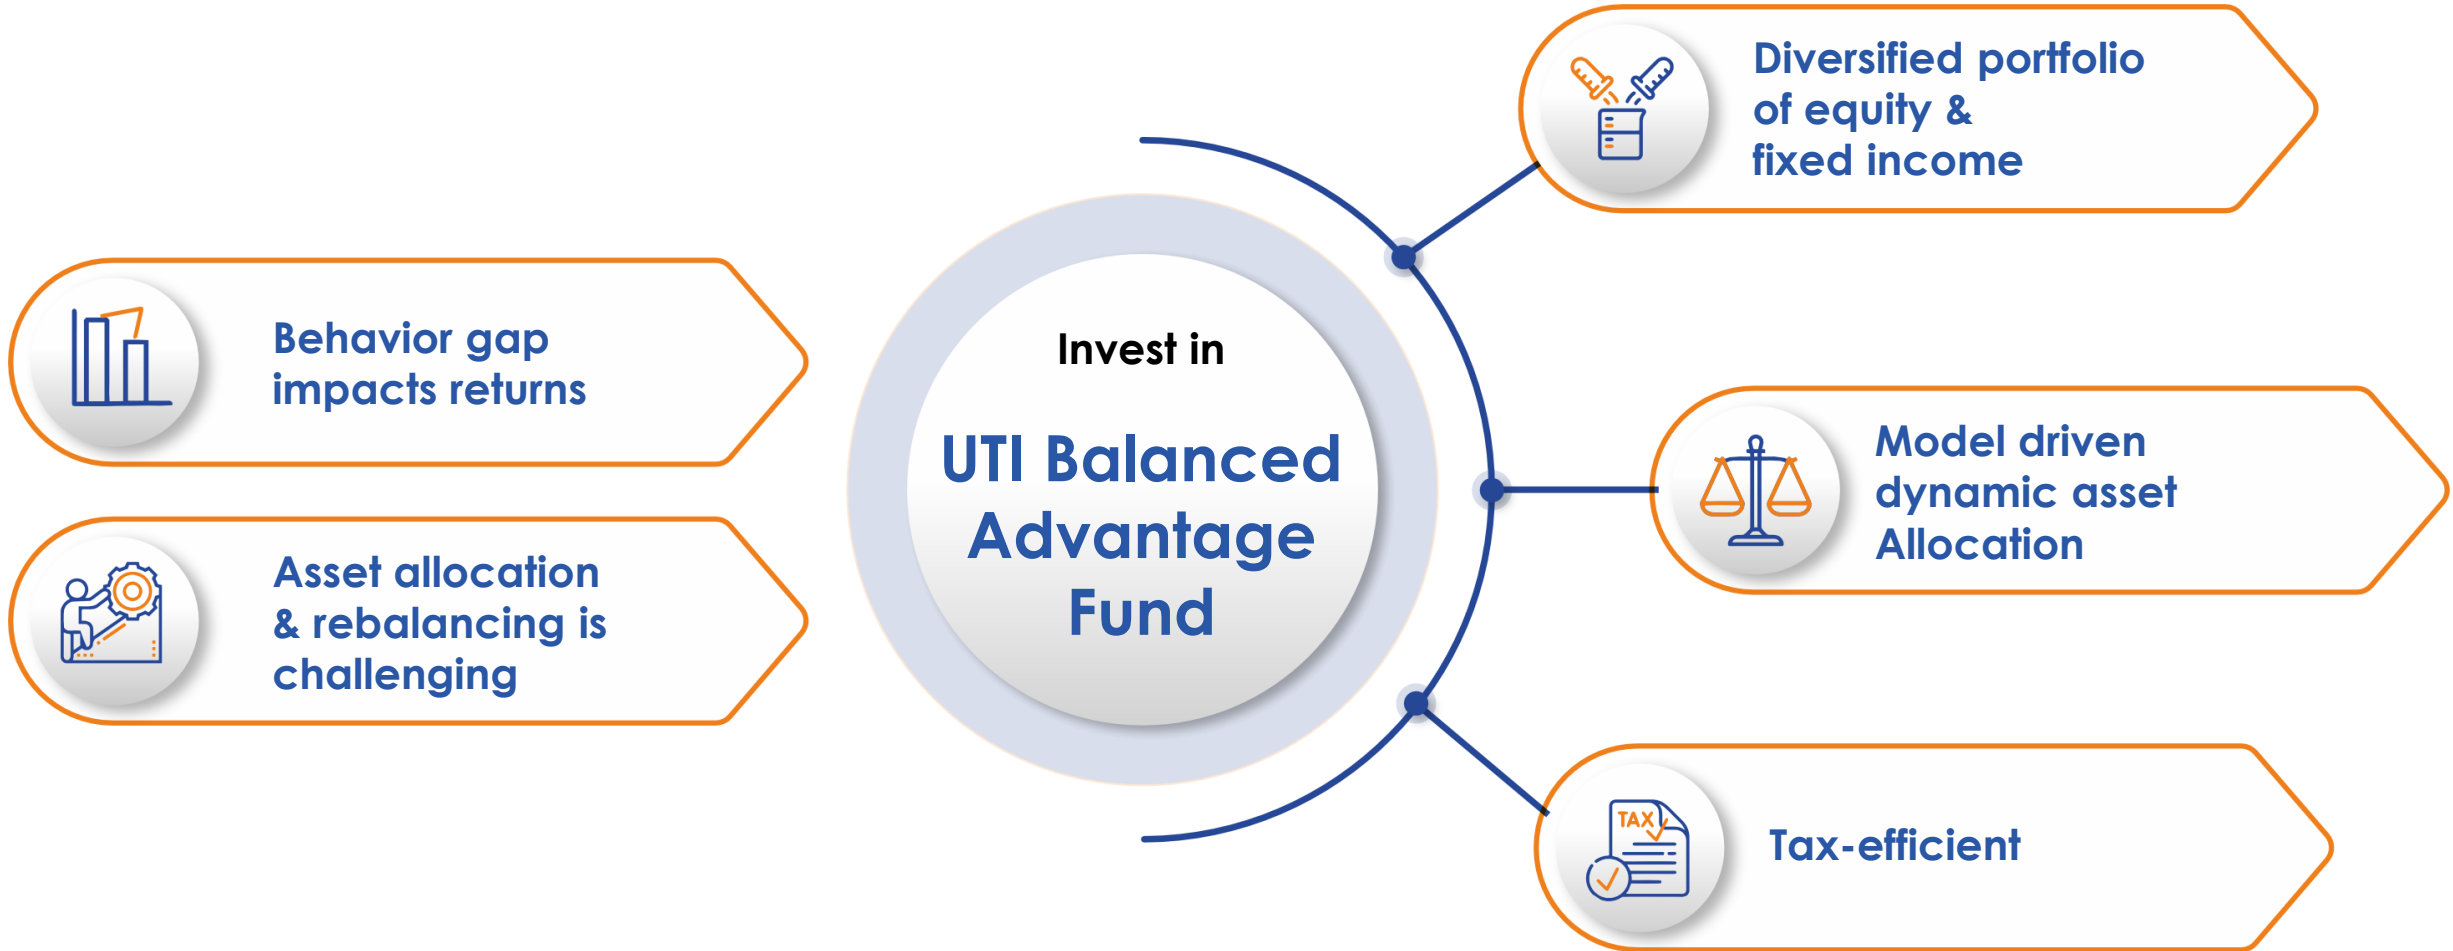 Behavior gap
impacts returns
Asset allocation
& rebalancing is
challenging
Invest in
UTI Balanced
Advantage
Fund
Diversified portfolio
of equity &
fixed income
Model driven
dynamic asset
Allocation
TAX
Tax-efficient